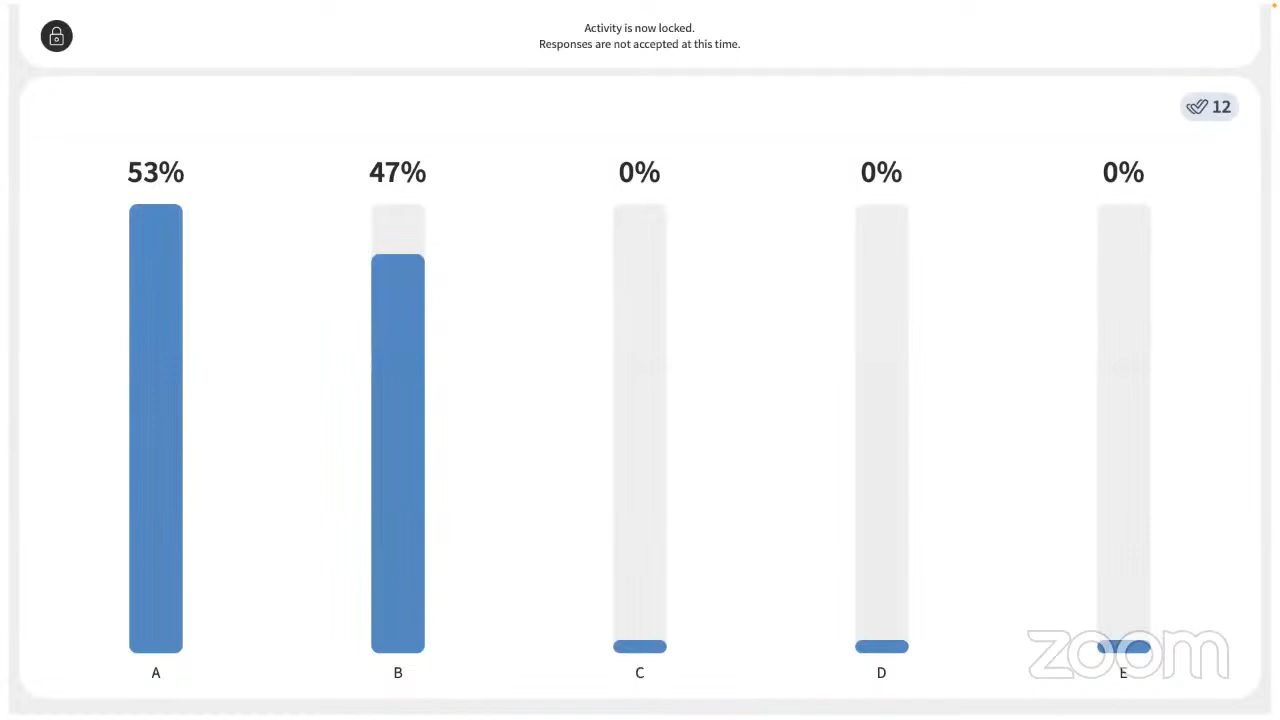 Activity is now locked.
Responses are not accepted at this time.
12
53% 47% 0% 0% 0%
A B C D E
zoom